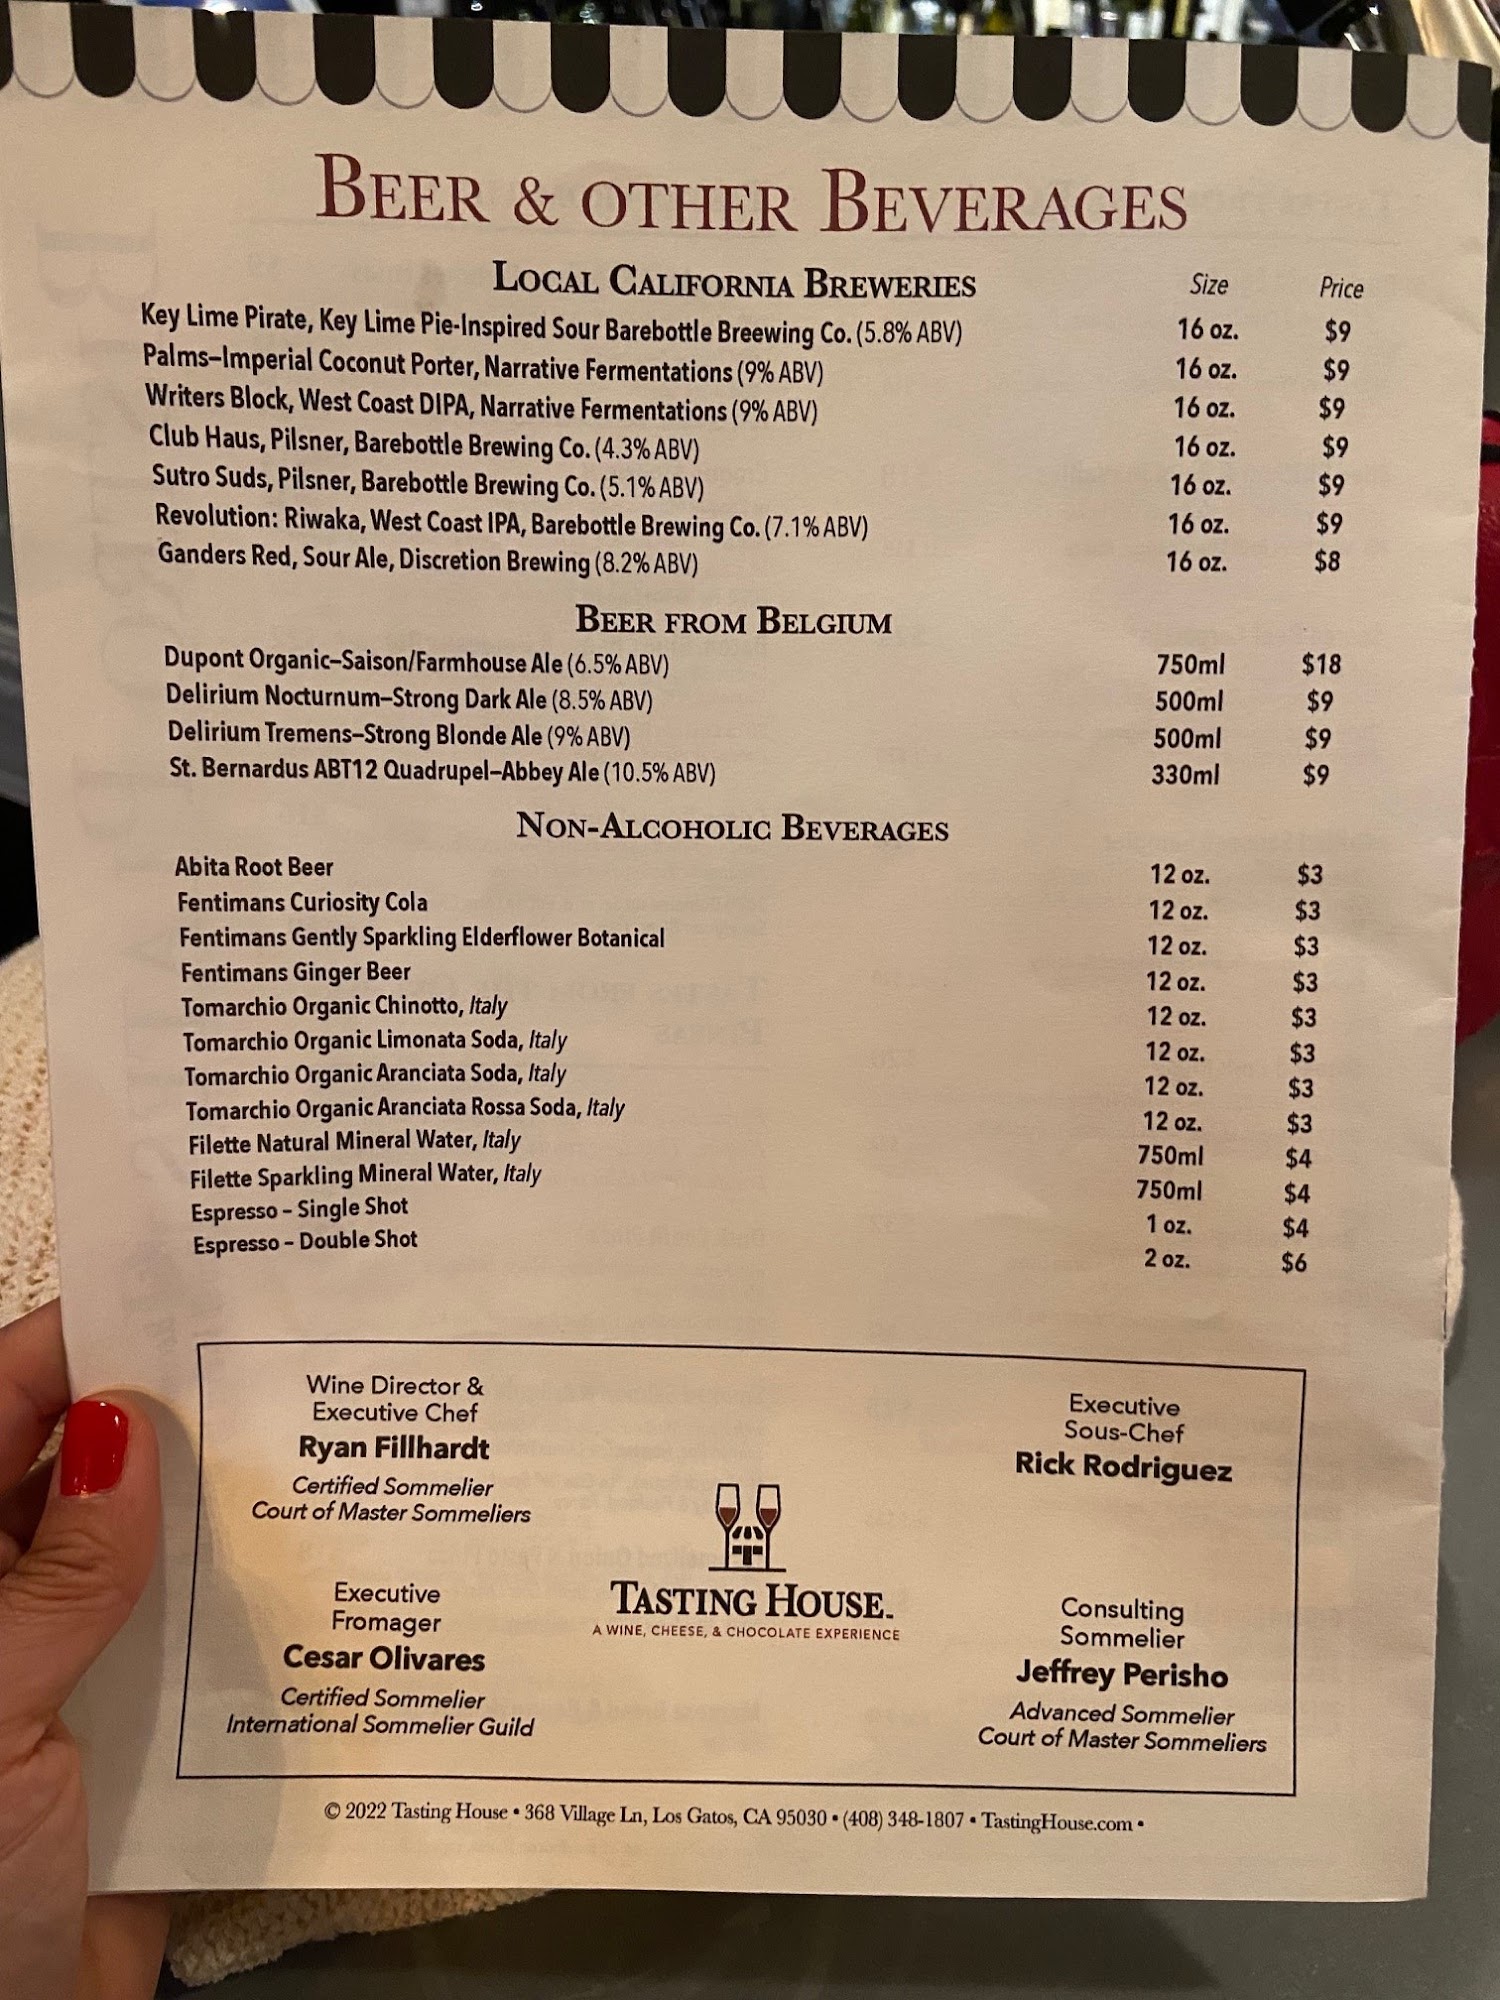 BEER & OTHER BEVERAGES
LOCAL CALIFORNIA BREWERIES Size Price
Key Lime Pirate, Key Lime Pie-Inspired Sour Barebottle Breewing Co. (5.8% ABV) 16 oz. $9
Palms–Imperial Coconut Porter, Narrative Fermentations (9% ABV) 16 oz. $9
Writers Block, West Coast DIPA, Narrative Fermentations (9% ABV) 16 oz. $9
Club Haus, Pilsner, Barebottle Brewing Co. (4.3% ABV) 16 oz. $9
Sutro Suds, Pilsner, Barebottle Brewing Co. (5.1% ABV) 16 oz. $9
Revolution: Riwaka, West Coast IPA, Barebottle Brewing Co. (7.1% ABV) 16 oz. $9
Ganders Red, Sour Ale, Discretion Brewing (8.2% ABV) 16 oz. $8
BEER FROM BELGIUM
Dupont Organic–Saison/Farmhouse Ale (6.5% ABV) 750ml $18
Delirium Nocturnum–Strong Dark Ale (8.5% ABV) 500ml $9
Delirium Tremens–Strong Blonde Ale (9% ABV) 500ml $9
St. Bernardus ABT12 Quadrupel–Abbey Ale (10.5% ABV) 330ml $9
NON-ALCOHOLIC BEVERAGES
Abita Root Beer 12 oz. $3
Fentimans Curiosity Cola 12 oz. $3
Fentimans Gently Sparkling Elderflower Botanical 12 oz. $3
Fentimans Ginger Beer 12 oz. $3
Tomarchio Organic Chinotto, Italy 12 oz. $3
Tomarchio Organic Limonata Soda, Italy 12 oz. $3
Tomarchio Organic Aranciata Soda, Italy 12 oz. $3
Tomarchio Organic Aranciata Rossa Soda, Italy 12 oz. $3
Filette Natural Mineral Water, Italy 750ml $4
Filette Sparkling Mineral Water, Italy 750ml $4
Espresso – Single Shot 1 oz. $4
Espresso – Double Shot 2 oz. $6
Wine Director &
Executive Chef
Ryan Fillhardt
Certified Sommelier
Court of Master Sommeliers
Executive
Sous-Chef
Rick Rodriguez
Executive
Fromager
Cesar Olivares
Certified Sommelier
International Sommelier Guild
TASTING HOUSE
A WINE, CHEESE, & CHOCOLATE EXPERIENCE
Consulting
Sommelier
Jeffrey Perisho
Advanced Sommelier
Court of Master Sommeliers
© 2022 Tasting House • 368 Village Ln, Los Gatos, CA 95030 • (408) 348-1807 • TastingHouse.com •